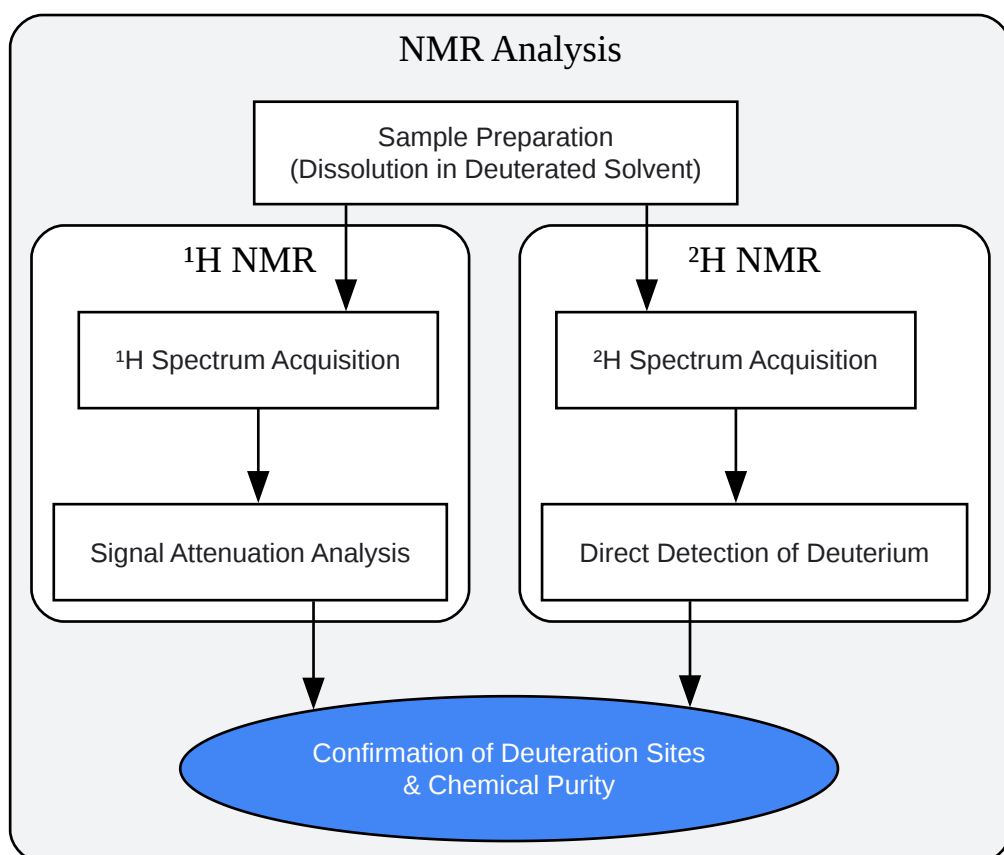 NMR Analysis
Sample Preparation
(Dissolution in Deuterated Solvent)
¹H NMR
²H NMR
¹H Spectrum Acquisition
²H Spectrum Acquisition
Signal Attenuation Analysis
Direct Detection of Deuterium
Confirmation of Deuteration Sites
& Chemical Purity